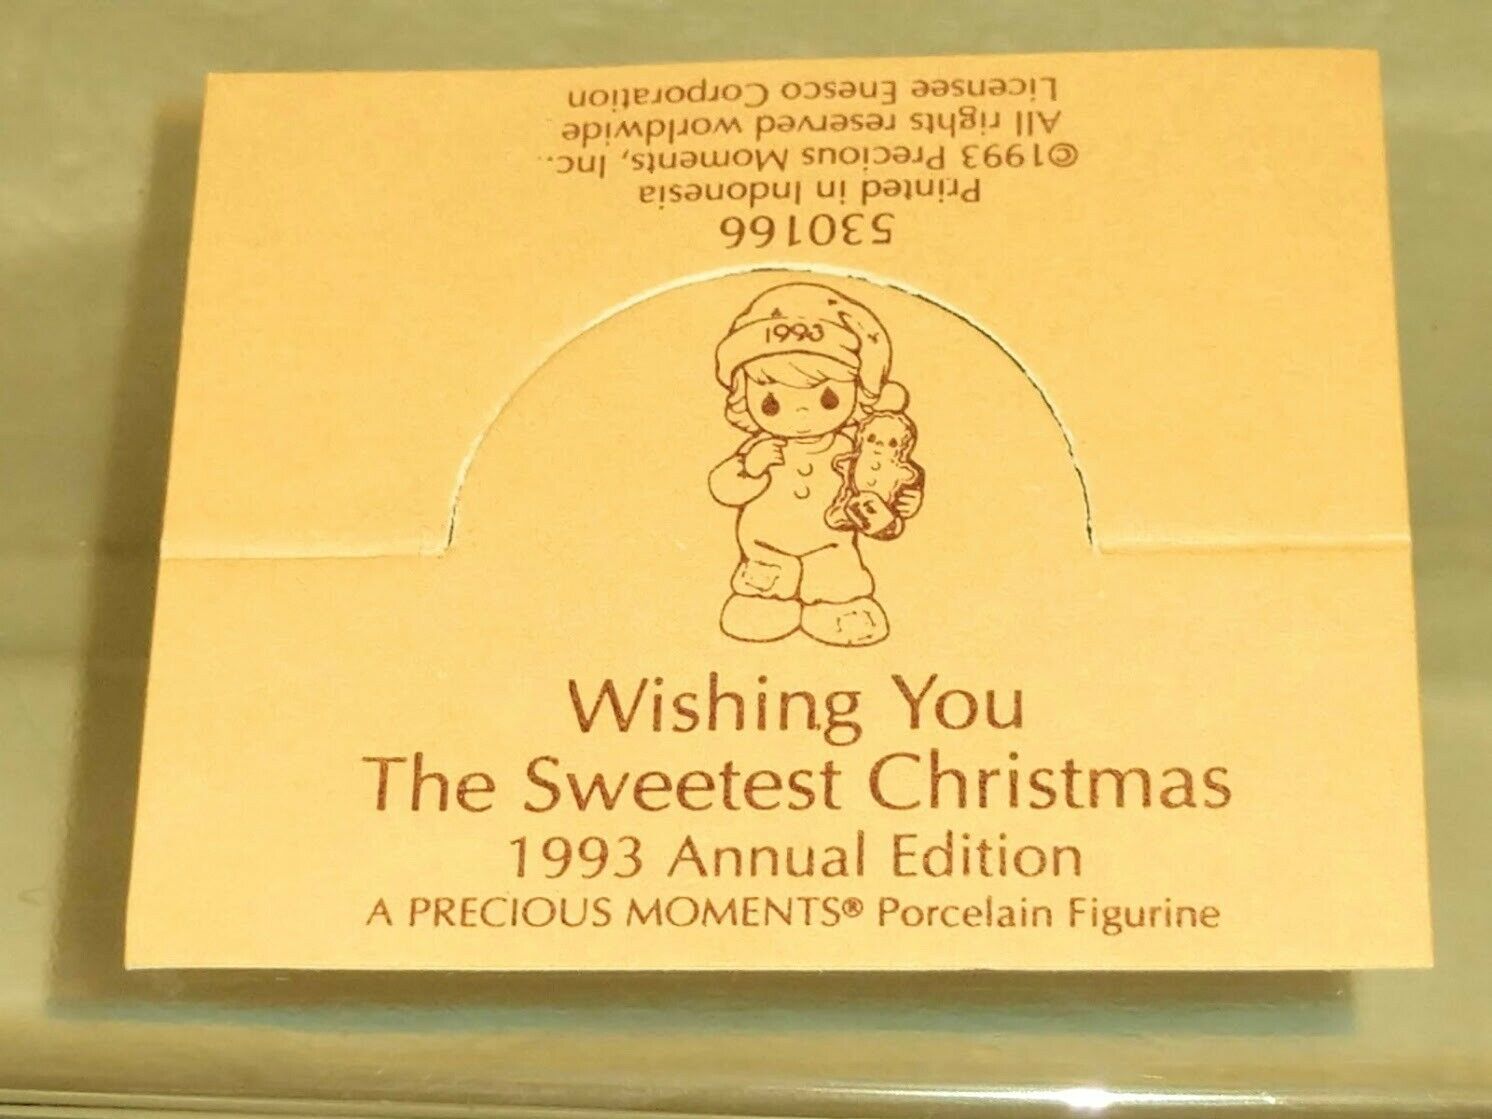 Licensee Enesco Corporation
All rights reserved worldwide
©1993 Precious Moments, Inc.
Printed in Indonesia
530166
1993
Wishing You
The Sweetest Christmas
1993 Annual Edition
A PRECIOUS MOMENTS® Porcelain Figurine